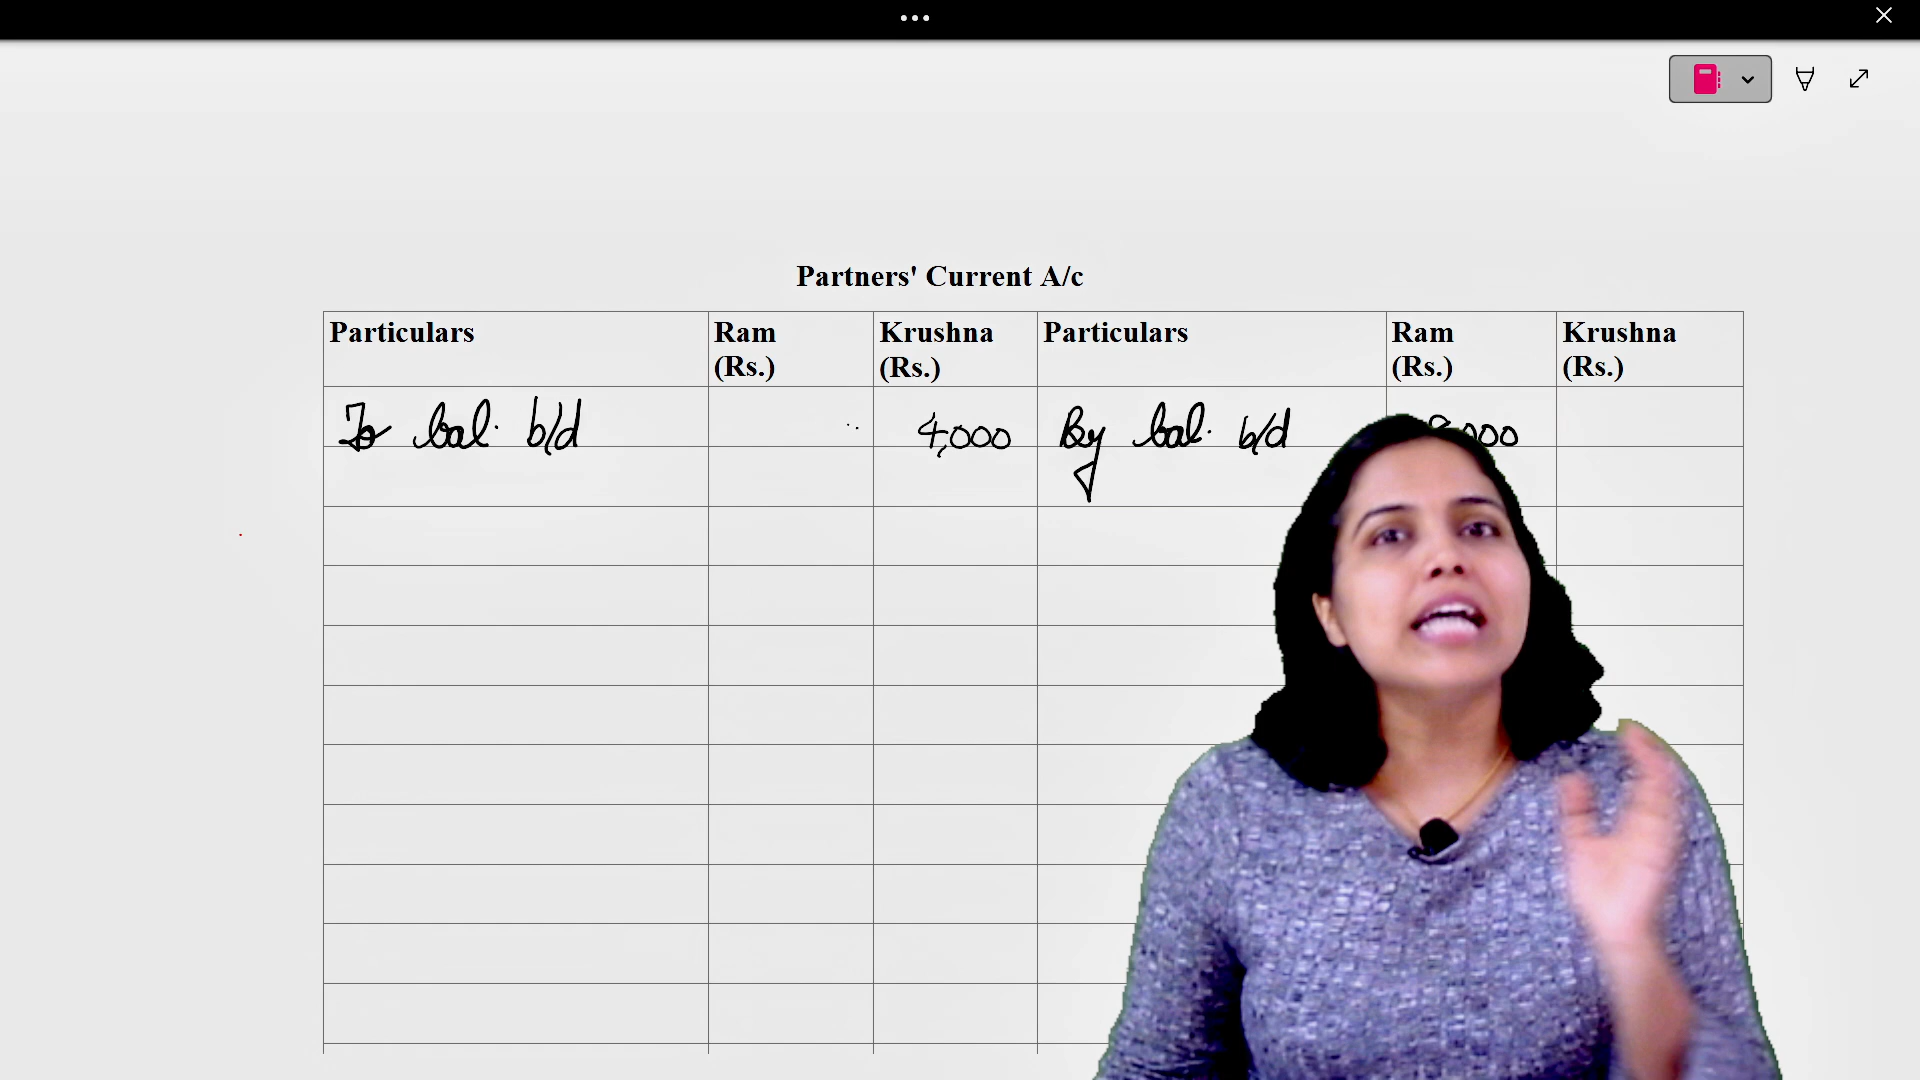 Partners' Current A/c
Particulars Ram (Rs.) Krushna (Rs.) Particulars Ram (Rs.) Krushna (Rs.)
To bal. b/d 4,000 By bal. b/d